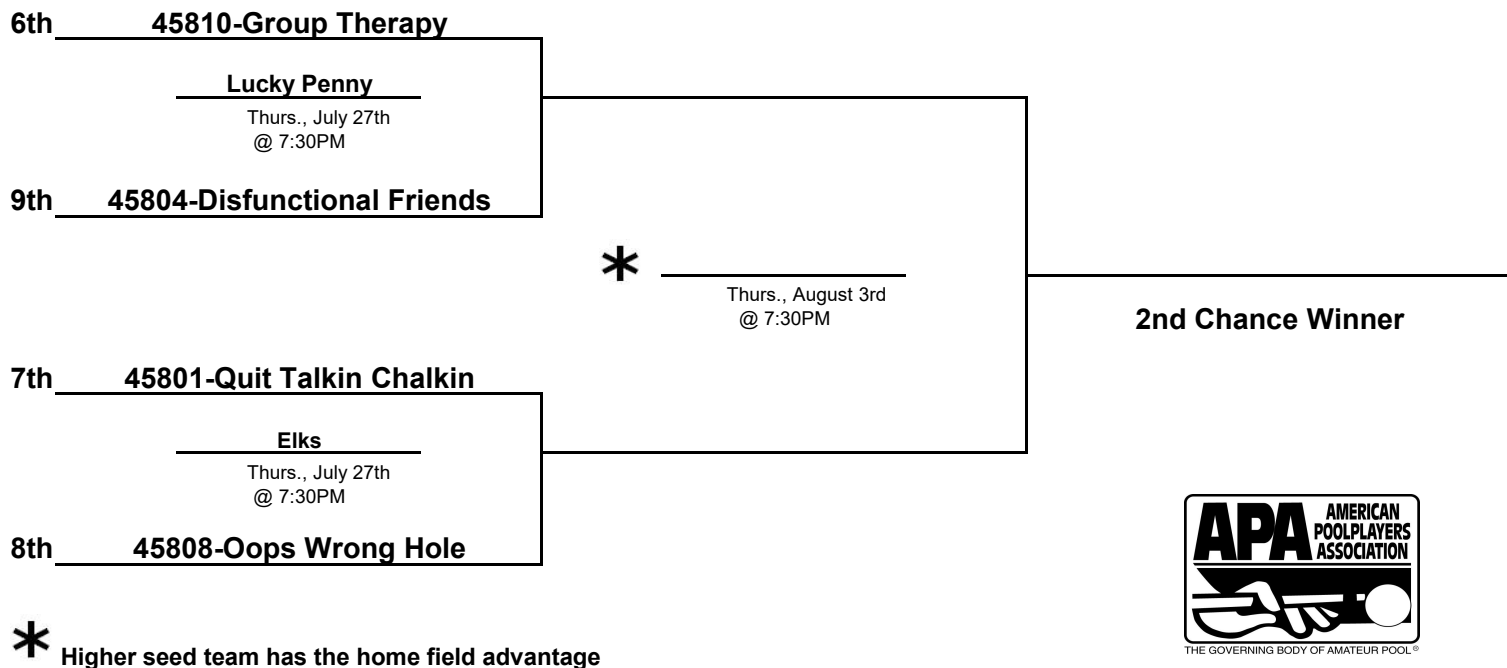 6th 45810-Group Therapy
Lucky Penny
Thurs., July 27th
@ 7:30PM
9th 45804-Disfunctional Friends
*
Thurs., August 3rd
@ 7:30PM
2nd Chance Winner
7th 45801-Quit Talkin Chalkin
Elks
Thurs., July 27th
@ 7:30PM
8th 45808-Oops Wrong Hole
* Higher seed team has the home field advantage
APA AMERICAN
POOLPLAYERS
ASSOCIATION
THE GOVERNING BODY OF AMATEUR POOL®